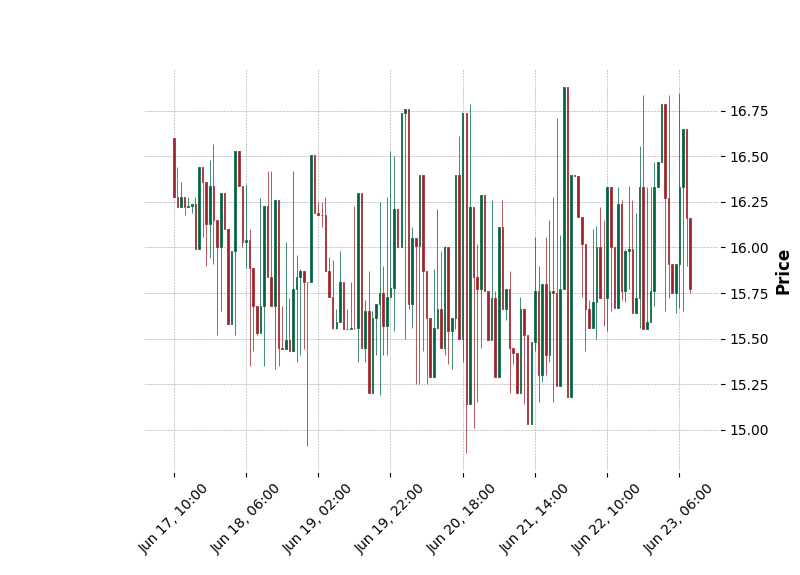 16.75
16.50
16.25
16.00
15.75
15.50
15.25
15.00
Price
Jun 17, 10:00
Jun 18, 06:00
Jun 19, 02:00
Jun 19, 22:00
Jun 20, 18:00
Jun 21, 14:00
Jun 22, 10:00
Jun 23, 06:00